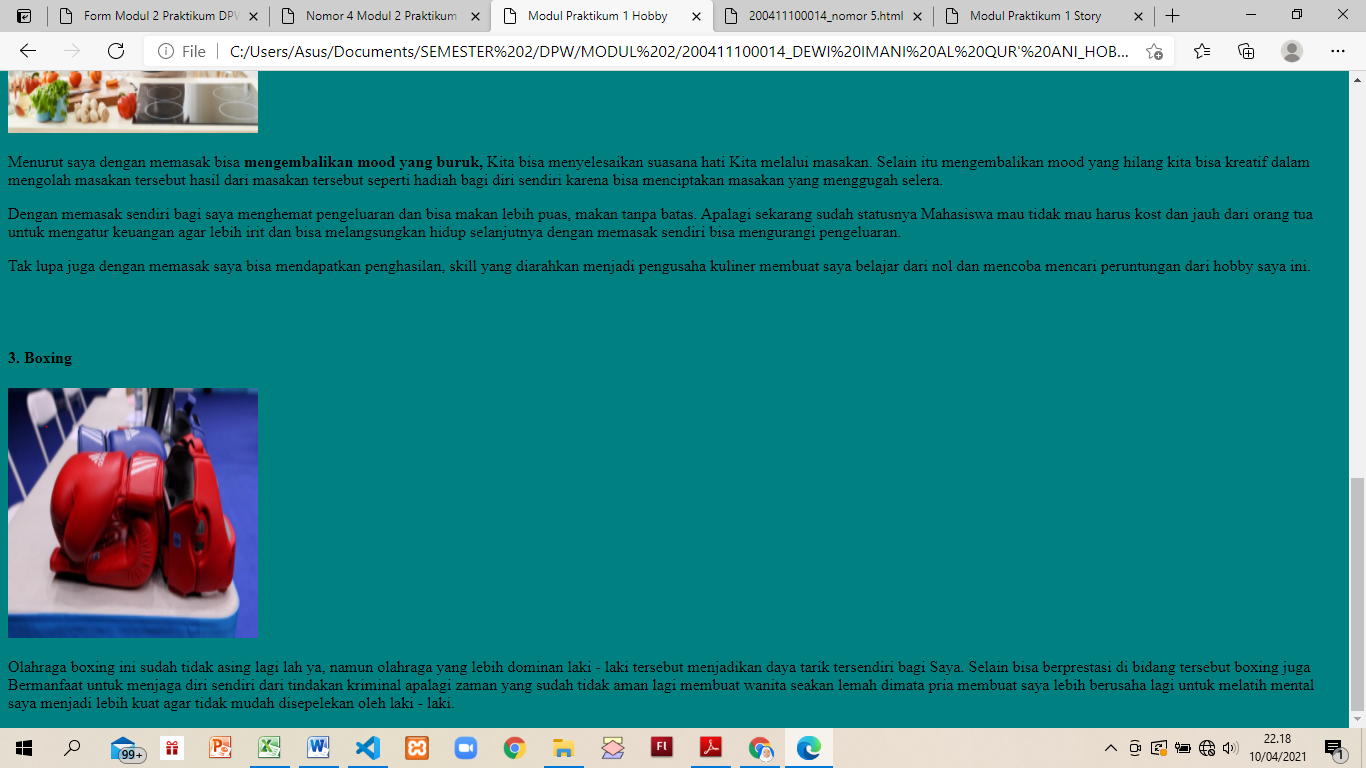 Form Modul 2 Praktikum DPW
Nomor 4 Modul 2 Praktikum
Modul Praktikum 1 Hobby
200411100014_nomor 5.html
Modul Praktikum 1 Story
File
C:/Users/Asus/Documents/SEMESTER%202/DPW/MODUL%202/200411100014_DEWI%20IMANI%20AL%20QUR'%20ANI_HOB...
Menurut saya dengan memasak bisa mengembalikan mood yang buruk, Kita bisa menyelesaikan suasana hati Kita melalui masakan. Selain itu mengembalikan mood yang hilang kita bisa kreatif dalam
mengolah masakan tersebut hasil dari masakan tersebut seperti hadiah bagi diri sendiri karena bisa menciptakan masakan yang menggugah selera.
Dengan memasak sendiri bagi saya menghemat pengeluaran dan bisa makan lebih puas, makan tanpa batas. Apalagi sekarang sudah statusnya Mahasiswa mau tidak mau harus kost dan jauh dari orang tua
untuk mengatur keuangan agar lebih irit dan bisa melangsungkan hidup selanjutnya dengan memasak sendiri bisa mengurangi pengeluaran.
Tak lupa juga dengan memasak saya bisa mendapatkan penghasilan, skill yang diarahkan menjadi pengusaha kuliner membuat saya belajar dari nol dan mencoba mencari peruntungan dari hobby saya ini.
3. Boxing
Olahraga boxing ini sudah tidak asing lagi lah ya, namun olahraga yang lebih dominan laki - laki tersebut menjadikan daya tarik tersendiri bagi Saya. Selain bisa berprestasi di bidang tersebut boxing juga
Bermanfaat untuk menjaga diri sendiri dari tindakan kriminal apalagi zaman yang sudah tidak aman lagi membuat wanita seakan lemah dimata pria membuat saya lebih berusaha lagi untuk melatih mental
saya menjadi lebih kuat agar tidak mudah disepelekan oleh laki - laki.
99+
22.18
10/04/2021
1